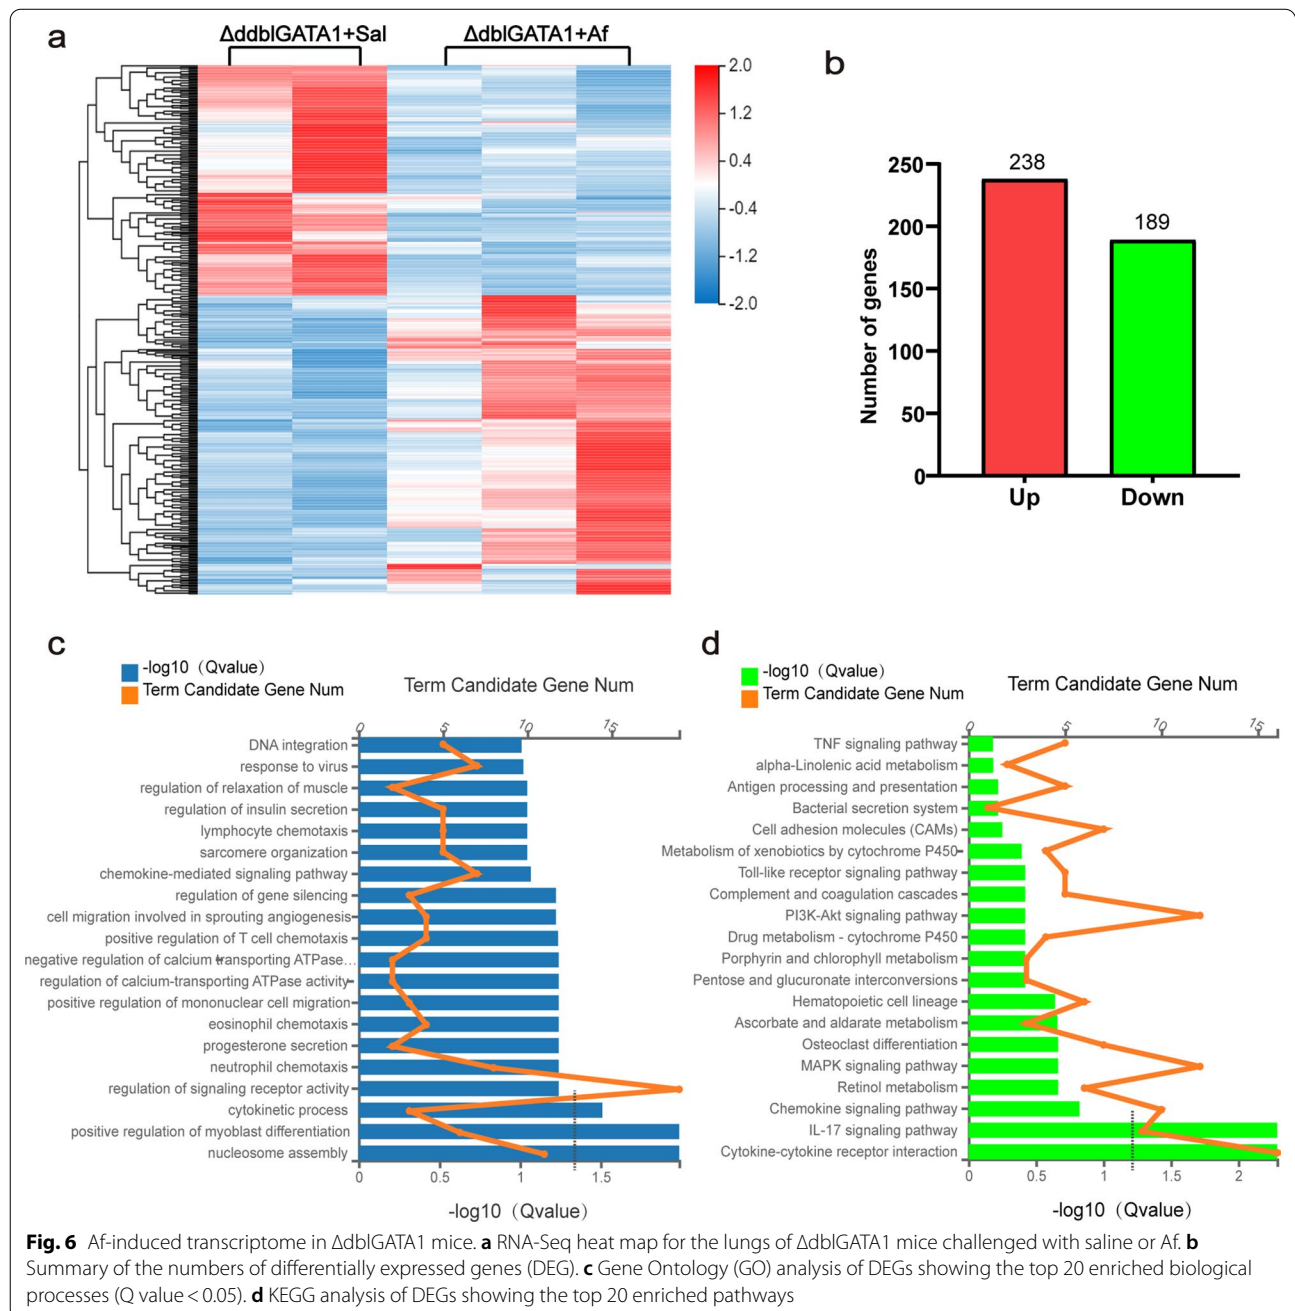 a
ΔddblGATA1+Sal
ΔdblGATA1+Af
2.0
1.2
0.4
-0.4
-1.2
-2.0
b
Number of genes
250
200
150
100
50
0
238
189
Up
Down
c
-log10（Qvalue）
Term Candidate Gene Num
Term Candidate Gene Num
0 5 10 15
DNA integration
response to virus
regulation of relaxation of muscle
regulation of insulin secretion
lymphocyte chemotaxis
sarcomere organization
chemokine-mediated signaling pathway
regulation of gene silencing
cell migration involved in sprouting angiogenesis
positive regulation of T cell chemotaxis
negative regulation of calcium transporting ATPase…
regulation of calcium-transporting ATPase activity
positive regulation of mononuclear cell migration
eosinophil chemotaxis
progesterone secretion
neutrophil chemotaxis
regulation of signaling receptor activity
cytokinetic process
positive regulation of myoblast differentiation
nucleosome assembly
0 0.5 1 1.5
-log10（Qvalue）
d
-log10（Qvalue）
Term Candidate Gene Num
Term Candidate Gene Num
0 5 10 15
TNF signaling pathway
alpha-Linolenic acid metabolism
Antigen processing and presentation
Bacterial secretion system
Cell adhesion molecules (CAMs)
Metabolism of xenobiotics by cytochrome P450
Toll-like receptor signaling pathway
Complement and coagulation cascades
PI3K-Akt signaling pathway
Drug metabolism - cytochrome P450
Porphyrin and chlorophyll metabolism
Pentose and glucuronate interconversions
Hematopoietic cell lineage
Ascorbate and aldarate metabolism
Osteoclast differentiation
MAPK signaling pathway
Retinol metabolism
Chemokine signaling pathway
IL-17 signaling pathway
Cytokine-cytokine receptor interaction
0 0.5 1 1.5 2
-log10（Qvalue）
Fig. 6 Af-induced transcriptome in ΔdblGATA1 mice. a RNA-Seq heat map for the lungs of ΔdblGATA1 mice challenged with saline or Af. b
Summary of the numbers of differentially expressed genes (DEG). c Gene Ontology (GO) analysis of DEGs showing the top 20 enriched biological
processes (Q value < 0.05). d KEGG analysis of DEGs showing the top 20 enriched pathways